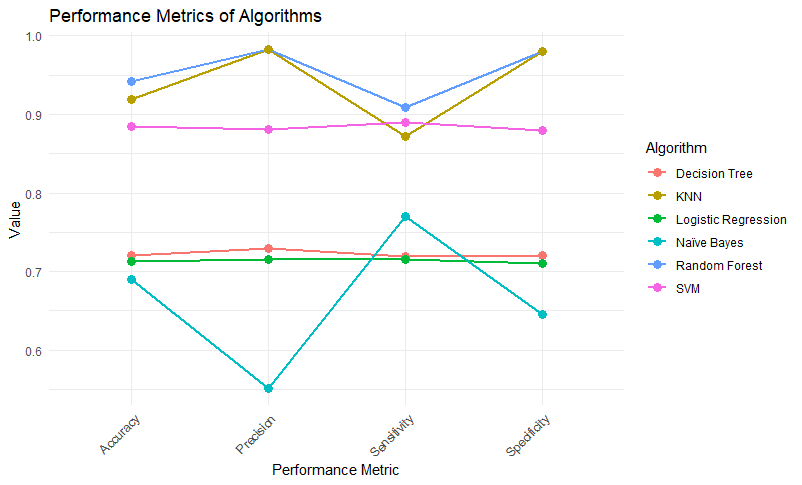 Performance Metrics of Algorithms
1.0
0.9
0.8
0.7
0.6
Value
Accuracy
Precision
Sensitivity
Specificity
Performance Metric
Algorithm
Decision Tree
KNN
Logistic Regression
Naïve Bayes
Random Forest
SVM